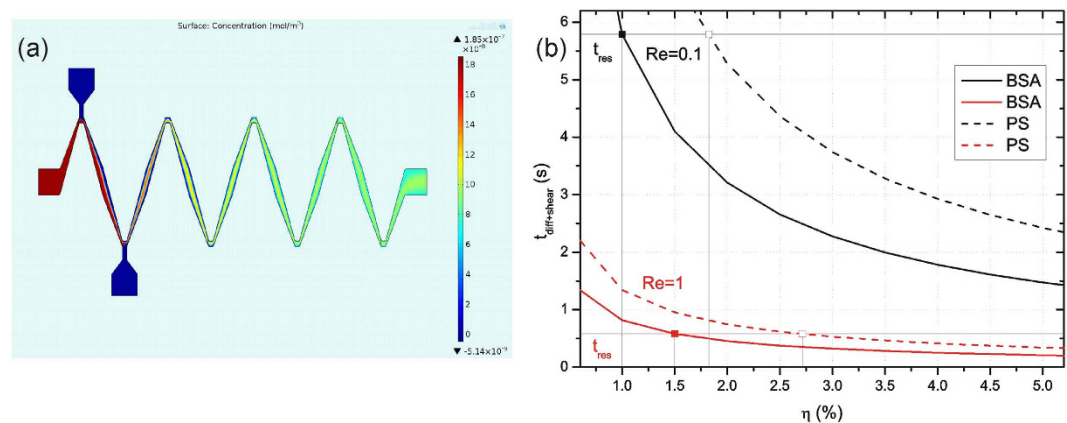 (a)
Surface: Concentration (mol/m³)
▲ 1.85×10⁻⁷
×10⁻⁸
18
16
14
12
10
8
6
4
2
0
▼ -5.14×10⁻⁹
(b)
t_diff+shear (s)
6
5
4
3
2
1
0
t_res
Re=0.1
BSA
BSA
PS
PS
Re=1
t_res
1.0 1.5 2.0 2.5 3.0 3.5 4.0 4.5 5.0
η (%)